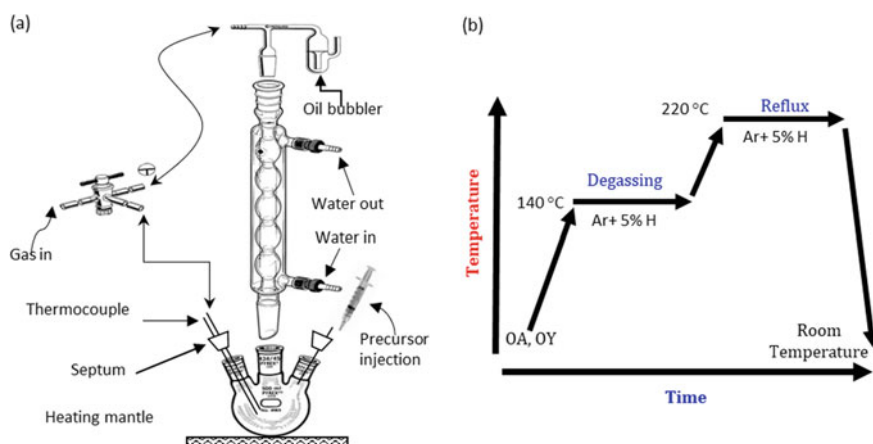 (a)
Oil bubbler
Water out
Gas in
Water in
Thermocouple
Precursor
injection
Septum
Heating mantle
(b)
Temperature
220 °C
Reflux
Ar+ 5% H
Degassing
140 °C
Ar+ 5% H
OA, OY
Room
Temperature
Time